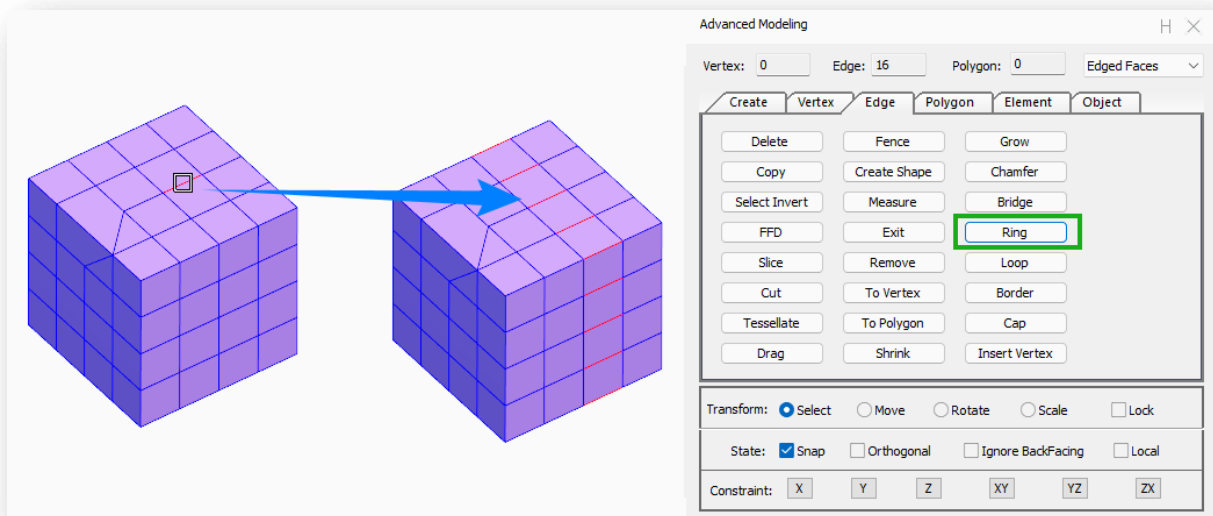 Advanced Modeling H
Vertex: 0 Edge: 16 Polygon: 0 Edged Faces
Create Vertex Edge Polygon Element Object
Delete Fence Grow
Copy Create Shape Chamfer
Select Invert Measure Bridge
FFD Exit Ring
Slice Remove Loop
Cut To Vertex Border
Tessellate To Polygon Cap
Drag Shrink Insert Vertex
Transform: Select Move Rotate Scale Lock
State: Snap Orthogonal Ignore BackFacing Local
Constraint: X Y Z XY YZ ZX